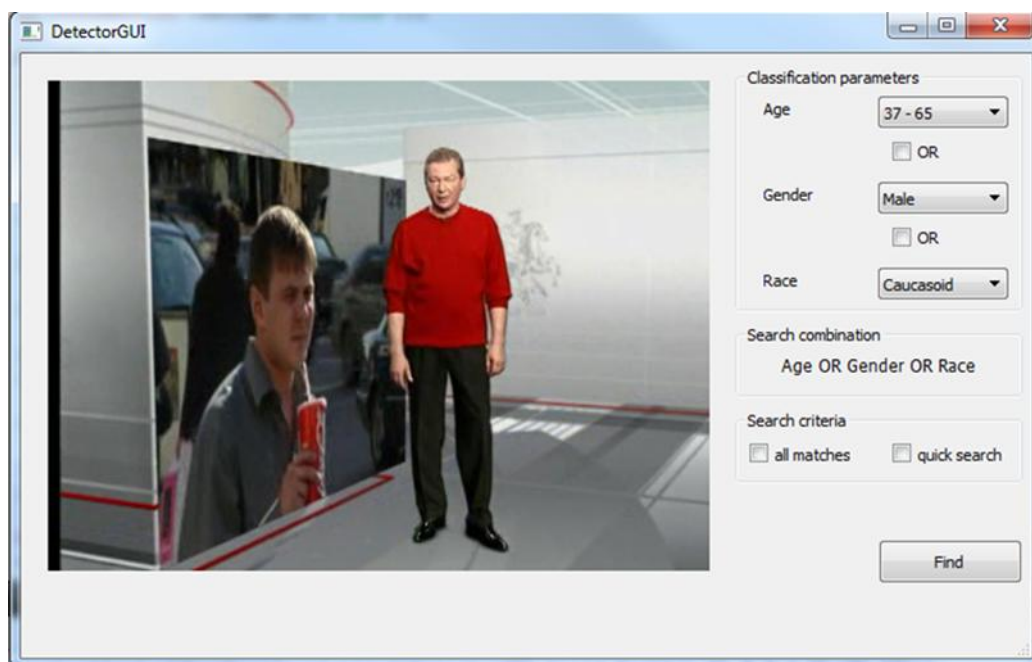 DetectorGUI
Classification parameters
Age
37 - 65
OR
Gender
Male
OR
Race
Caucasoid
Search combination
Age OR Gender OR Race
Search criteria
all matches
quick search
Find